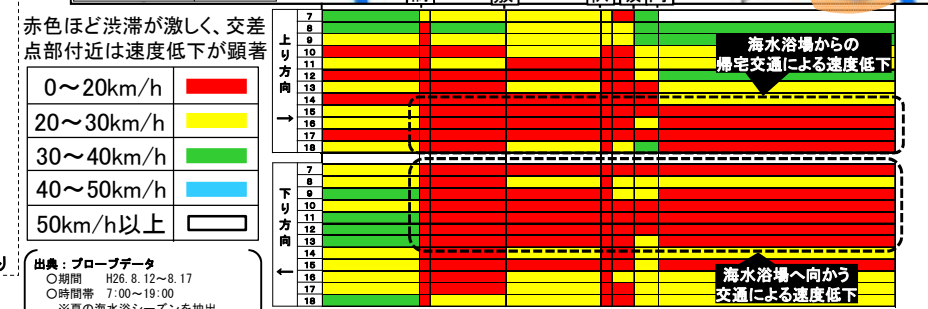 赤色ほど渋滞が激しく、交差
点部付近は速度低下が顕著
0～20km/h
20～30km/h
30～40km/h
40～50km/h
50km/h以上
出典：プローブデータ
○期間 H26.8.12～8.17
○時間帯 7:00～19:00
上り方向→
7
8
9
10
11
12
13
14
15
16
17
18
海水浴場からの
帰宅交通による速度低下
下り方向←
7
8
9
10
11
12
13
14
15
16
17
18
海水浴場へ向かう
交通による速度低下